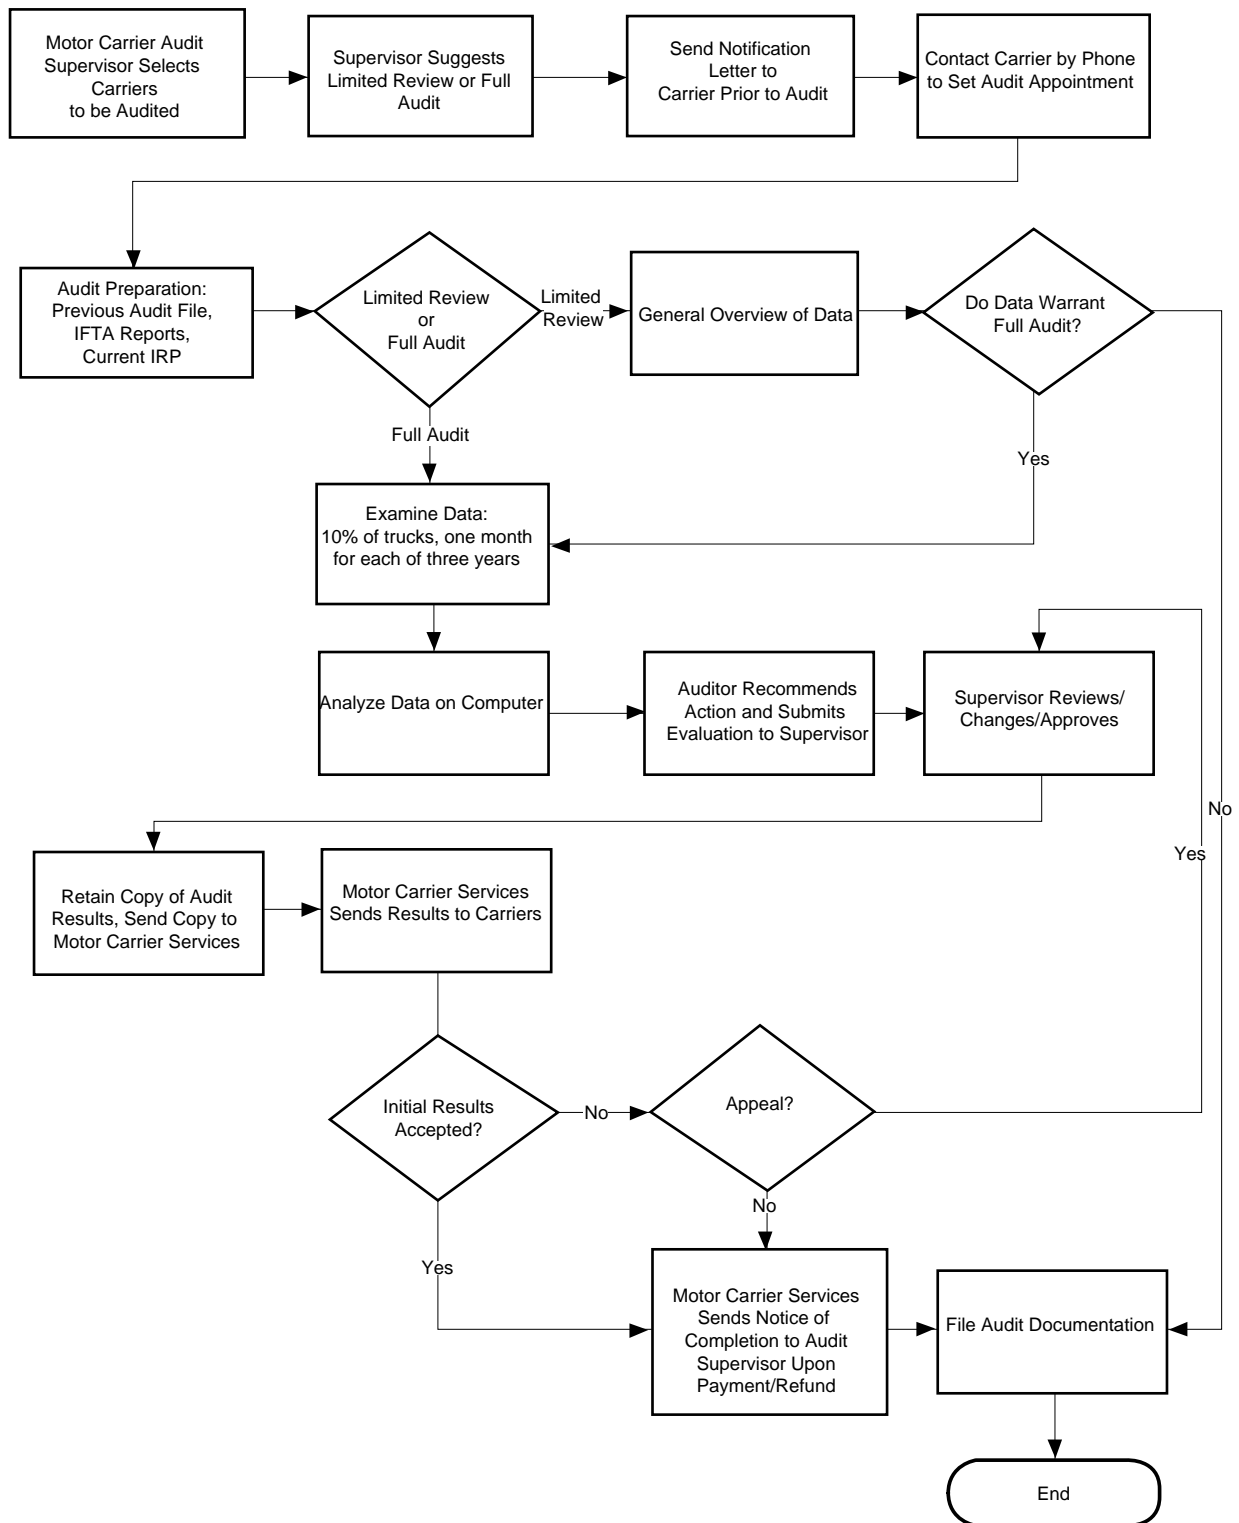 Motor Carrier Audit
Supervisor Selects
Carriers
to be Audited
Supervisor Suggests
Limited Review or Full
Audit
Send Notification
Letter to
Carrier Prior to Audit
Contact Carrier by Phone
to Set Audit Appointment
Audit Preparation:
Previous Audit File,
IFTA Reports,
Current IRP
Limited Review
or
Full Audit
Limited
Review
General Overview of Data
Do Data Warrant
Full Audit?
Full Audit
Yes
Examine Data:
10% of trucks, one month
for each of three years
Analyze Data on Computer
Auditor Recommends
Action and Submits
Evaluation to Supervisor
Supervisor Reviews/
Changes/Approves
No
Yes
Retain Copy of Audit
Results, Send Copy to
Motor Carrier Services
Motor Carrier Services
Sends Results to Carriers
Initial Results
Accepted?
No
Appeal?
No
Yes
Motor Carrier Services
Sends Notice of
Completion to Audit
Supervisor Upon
Payment/Refund
File Audit Documentation
End